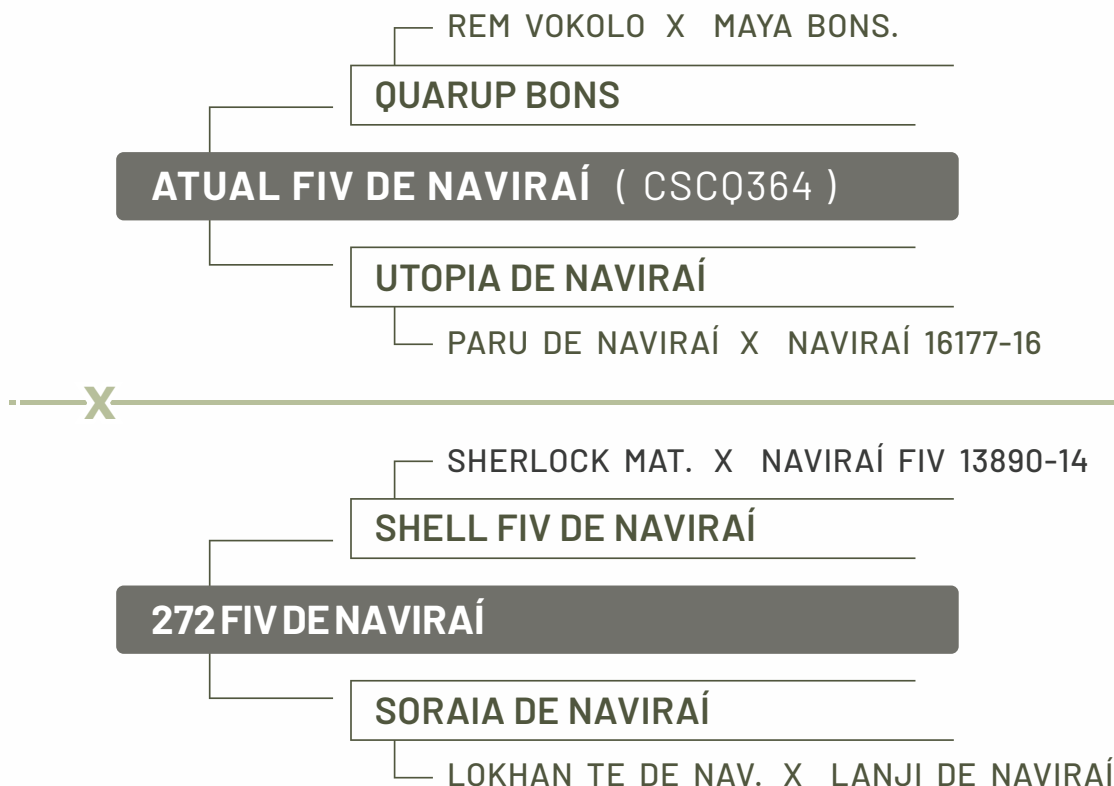 REM VOKOLO X MAYA BONS.
QUARUP BONS
ATUAL FIV DE NAVIRAÍ ( CSCQ364 )
UTOPIA DE NAVIRAÍ
PARU DE NAVIRAÍ X NAVIRAÍ 16177-16
X
SHERLOCK MAT. X NAVIRAÍ FIV 13890-14
SHELL FIV DE NAVIRAÍ
272 FIV DE NAVIRAÍ
SORAIA DE NAVIRAÍ
LOKHAN TE DE NAV. X LANJI DE NAVIRAÍ